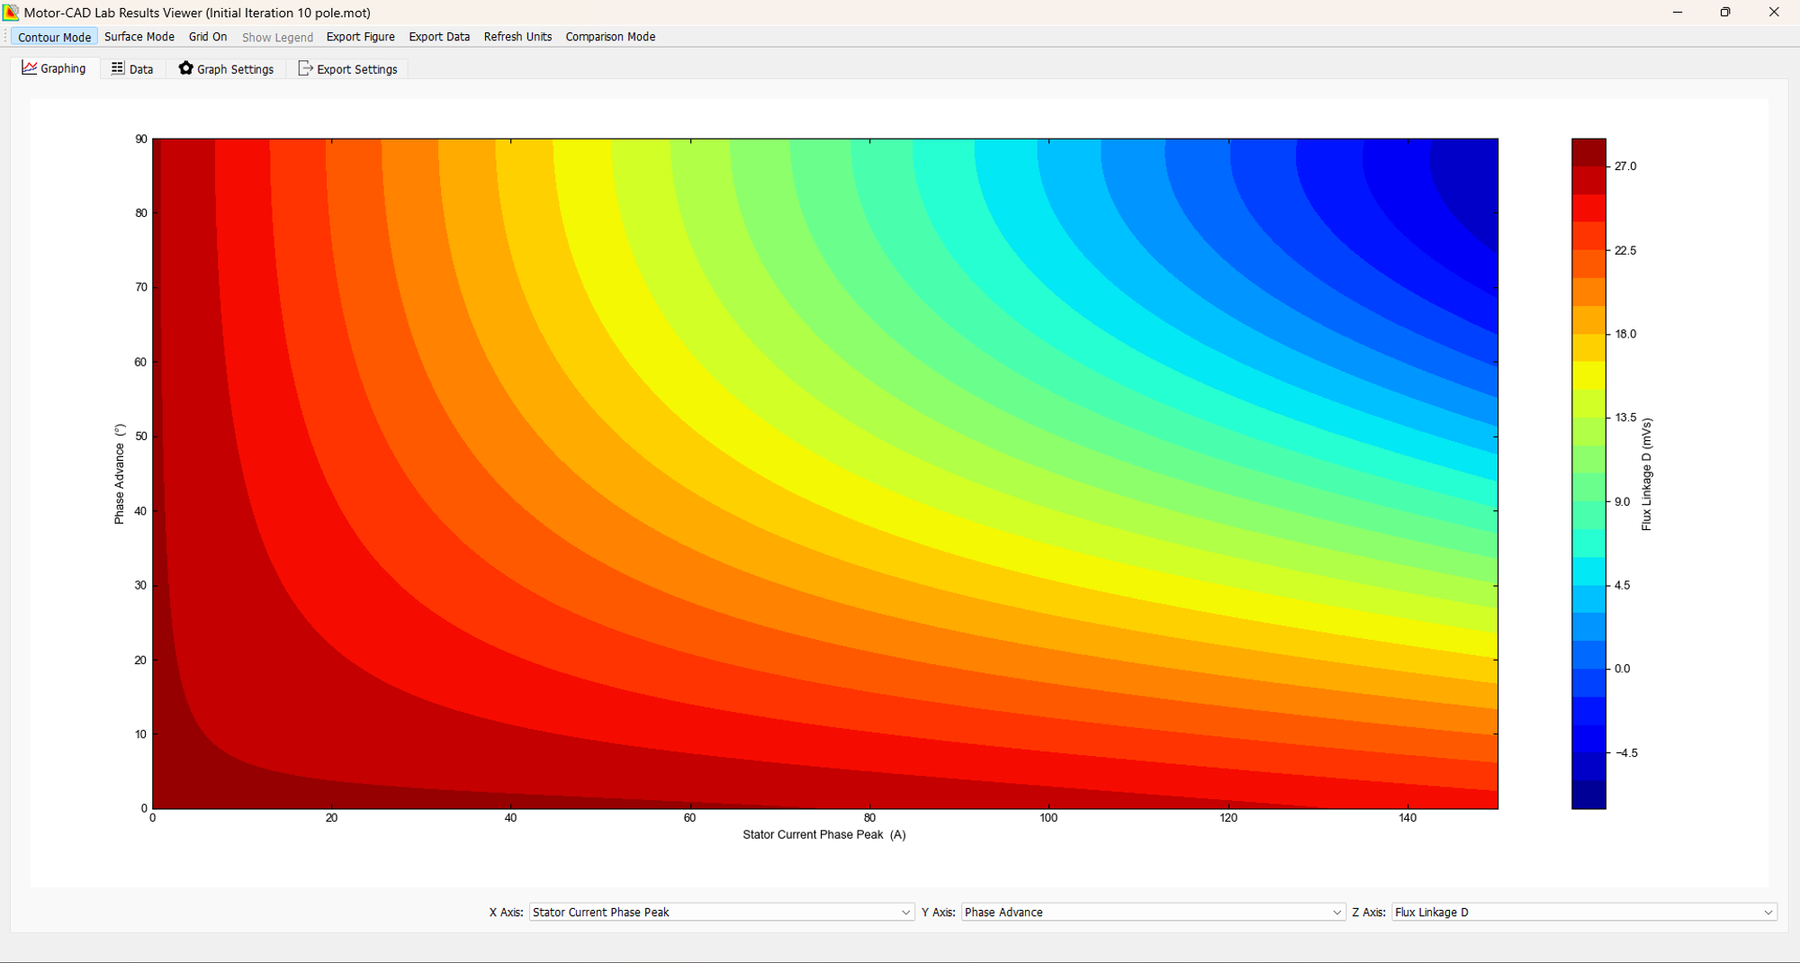 Motor-CAD Lab Results Viewer (Initial Iteration 10 pole.mot)
Contour Mode Surface Mode Grid On Show Legend Export Figure Export Data Refresh Units Comparison Mode
Graphing Data Graph Settings Export Settings
90
80
70
60
50
40
30
20
10
0
Phase Advance (°)
0 20 40 60 80 100 120 140
Stator Current Phase Peak (A)
27.0
22.5
18.0
13.5
9.0
4.5
0.0
−4.5
Flux Linkage D (mVs)
X Axis: Stator Current Phase Peak Y Axis: Phase Advance Z Axis: Flux Linkage D